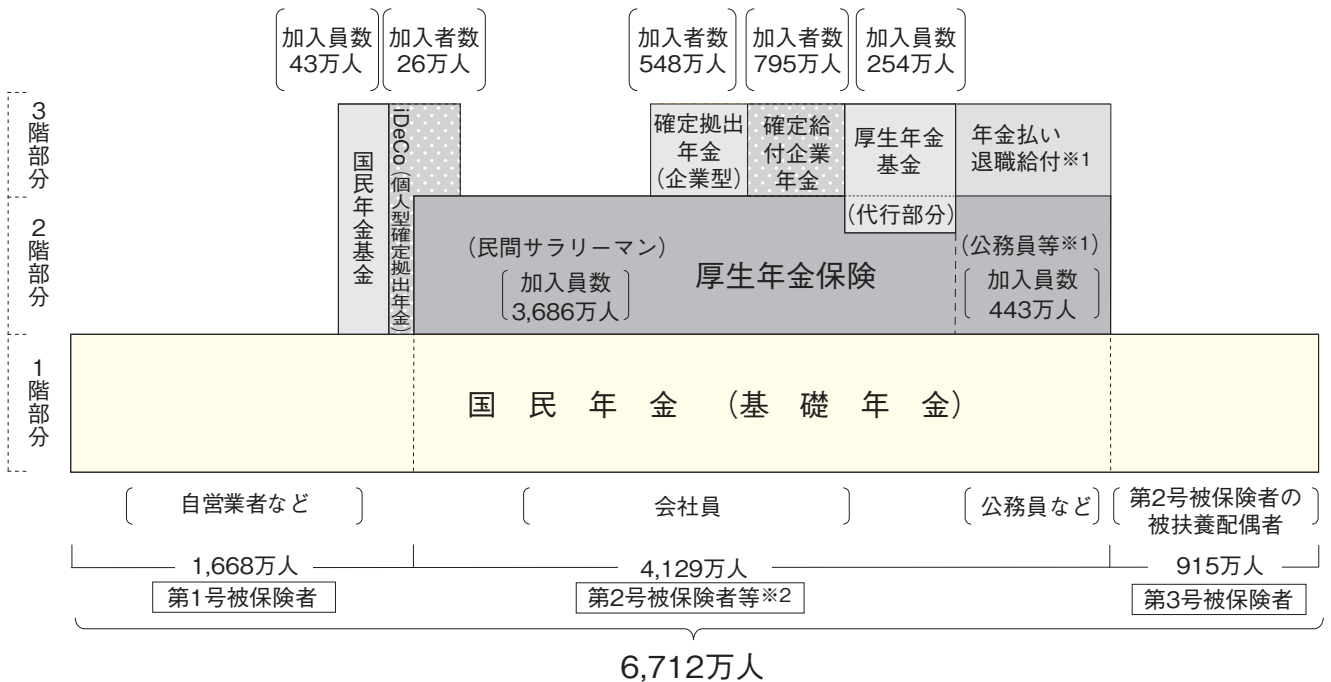 加入員数
43万人
加入者数
26万人
加入者数
548万人
加入者数
795万人
加入員数
254万人
3階部分
2階部分
1階部分
国民年金基金
iDeCo(個人型確定拠出年金)
確定拠出
年金
(企業型)
確定給
付企業
年金
厚生年金
基金
(代行部分)
年金払い
退職給付※1
(民間サラリーマン)
加入員数
3,686万人
厚生年金保険
(公務員等※1)
加入員数
443万人
国民年金(基礎年金)
自営業者など
会社員
公務員など
第2号被保険者の
被扶養配偶者
1,668万人
第1号被保険者
4,129万人
第2号被保険者等※2
915万人
第3号被保険者
6,712万人